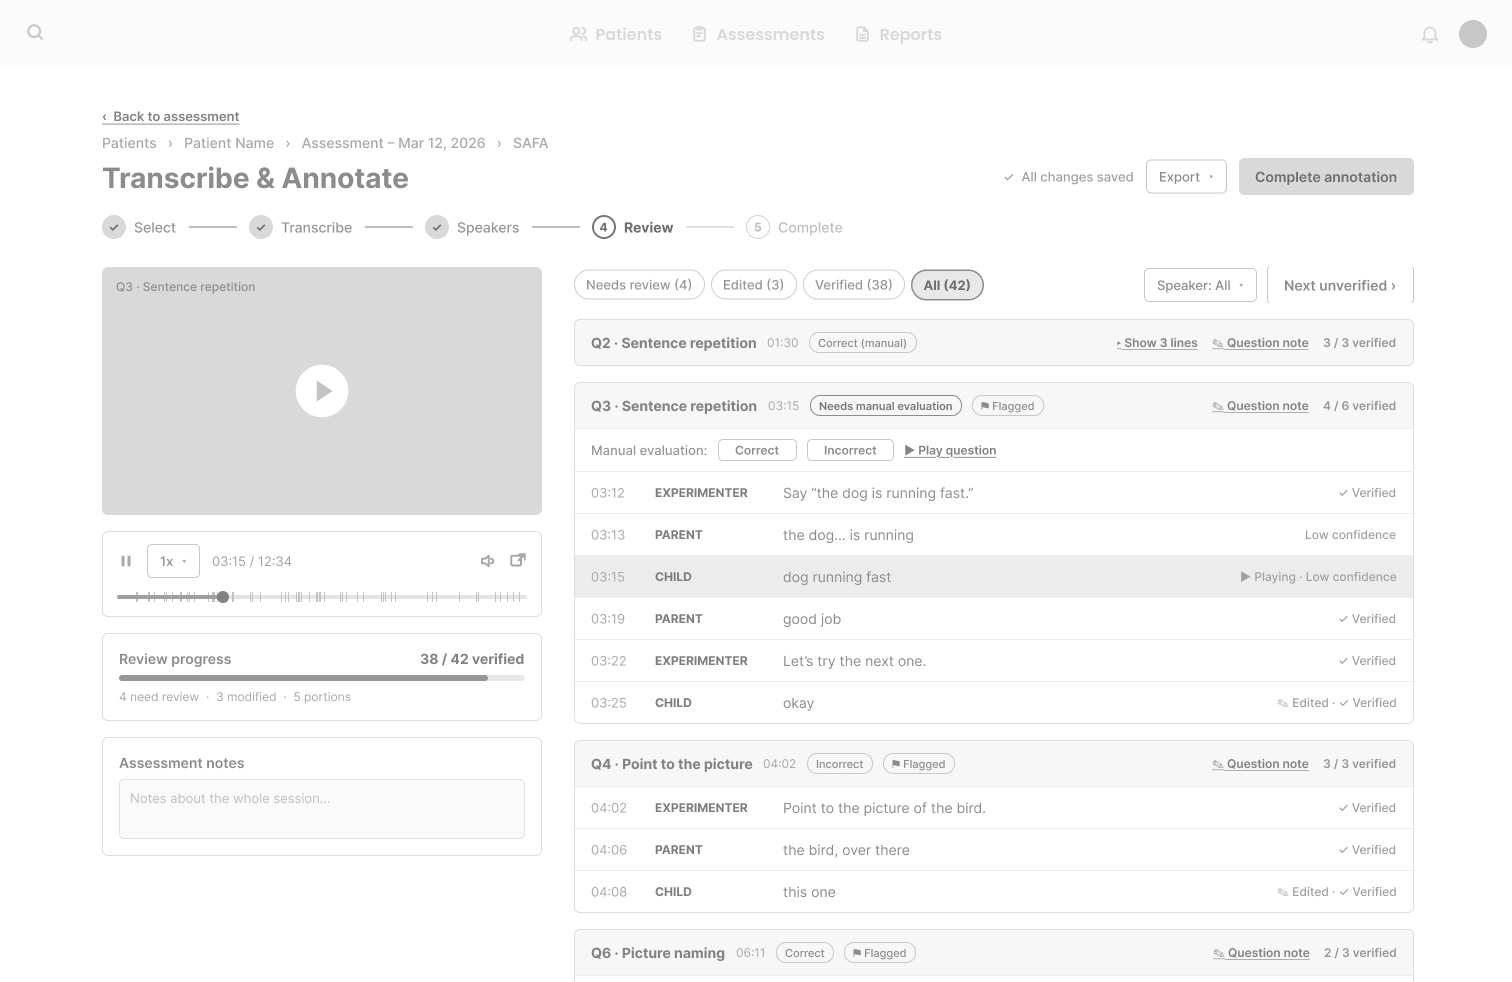 Patients Assessments Reports
‹ Back to assessment
Patients › Patient Name › Assessment – Mar 12, 2026 › SAFA
Transcribe & Annotate
✓ All changes saved Export Complete annotation
✓ Select ✓ Transcribe ✓ Speakers 4 Review 5 Complete
Q3 · Sentence repetition
1x 03:15 / 12:34
Review progress 38 / 42 verified
4 need review · 3 modified · 5 portions
Assessment notes
Notes about the whole session...
Needs review (4) Edited (3) Verified (38) All (42) Speaker: All Next unverified ›
Q2 · Sentence repetition 01:30 Correct (manual) Show 3 lines ✎ Question note 3 / 3 verified
Q3 · Sentence repetition 03:15 Needs manual evaluation ⚑ Flagged ✎ Question note 4 / 6 verified
Manual evaluation: Correct Incorrect ▶ Play question
03:12 EXPERIMENTER Say “the dog is running fast.” ✓ Verified
03:13 PARENT the dog... is running Low confidence
03:15 CHILD dog running fast ▶ Playing · Low confidence
03:19 PARENT good job ✓ Verified
03:22 EXPERIMENTER Let’s try the next one. ✓ Verified
03:25 CHILD okay ✎ Edited · ✓ Verified
Q4 · Point to the picture 04:02 Incorrect ⚑ Flagged ✎ Question note 3 / 3 verified
04:02 EXPERIMENTER Point to the picture of the bird. ✓ Verified
04:06 PARENT the bird, over there ✓ Verified
04:08 CHILD this one ✎ Edited · ✓ Verified
Q6 · Picture naming 06:11 Correct ⚑ Flagged ✎ Question note 2 / 3 verified